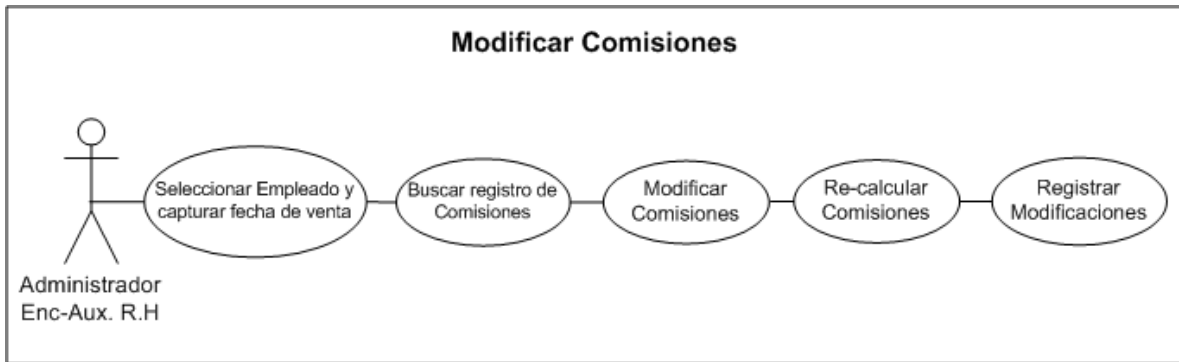 Modificar Comisiones
Seleccionar Empleado y
capturar fecha de venta
Buscar registro de
Comisiones
Modificar
Comisiones
Re-calcular
Comisiones
Registrar
Modificaciones
Administrador
Enc-Aux. R.H